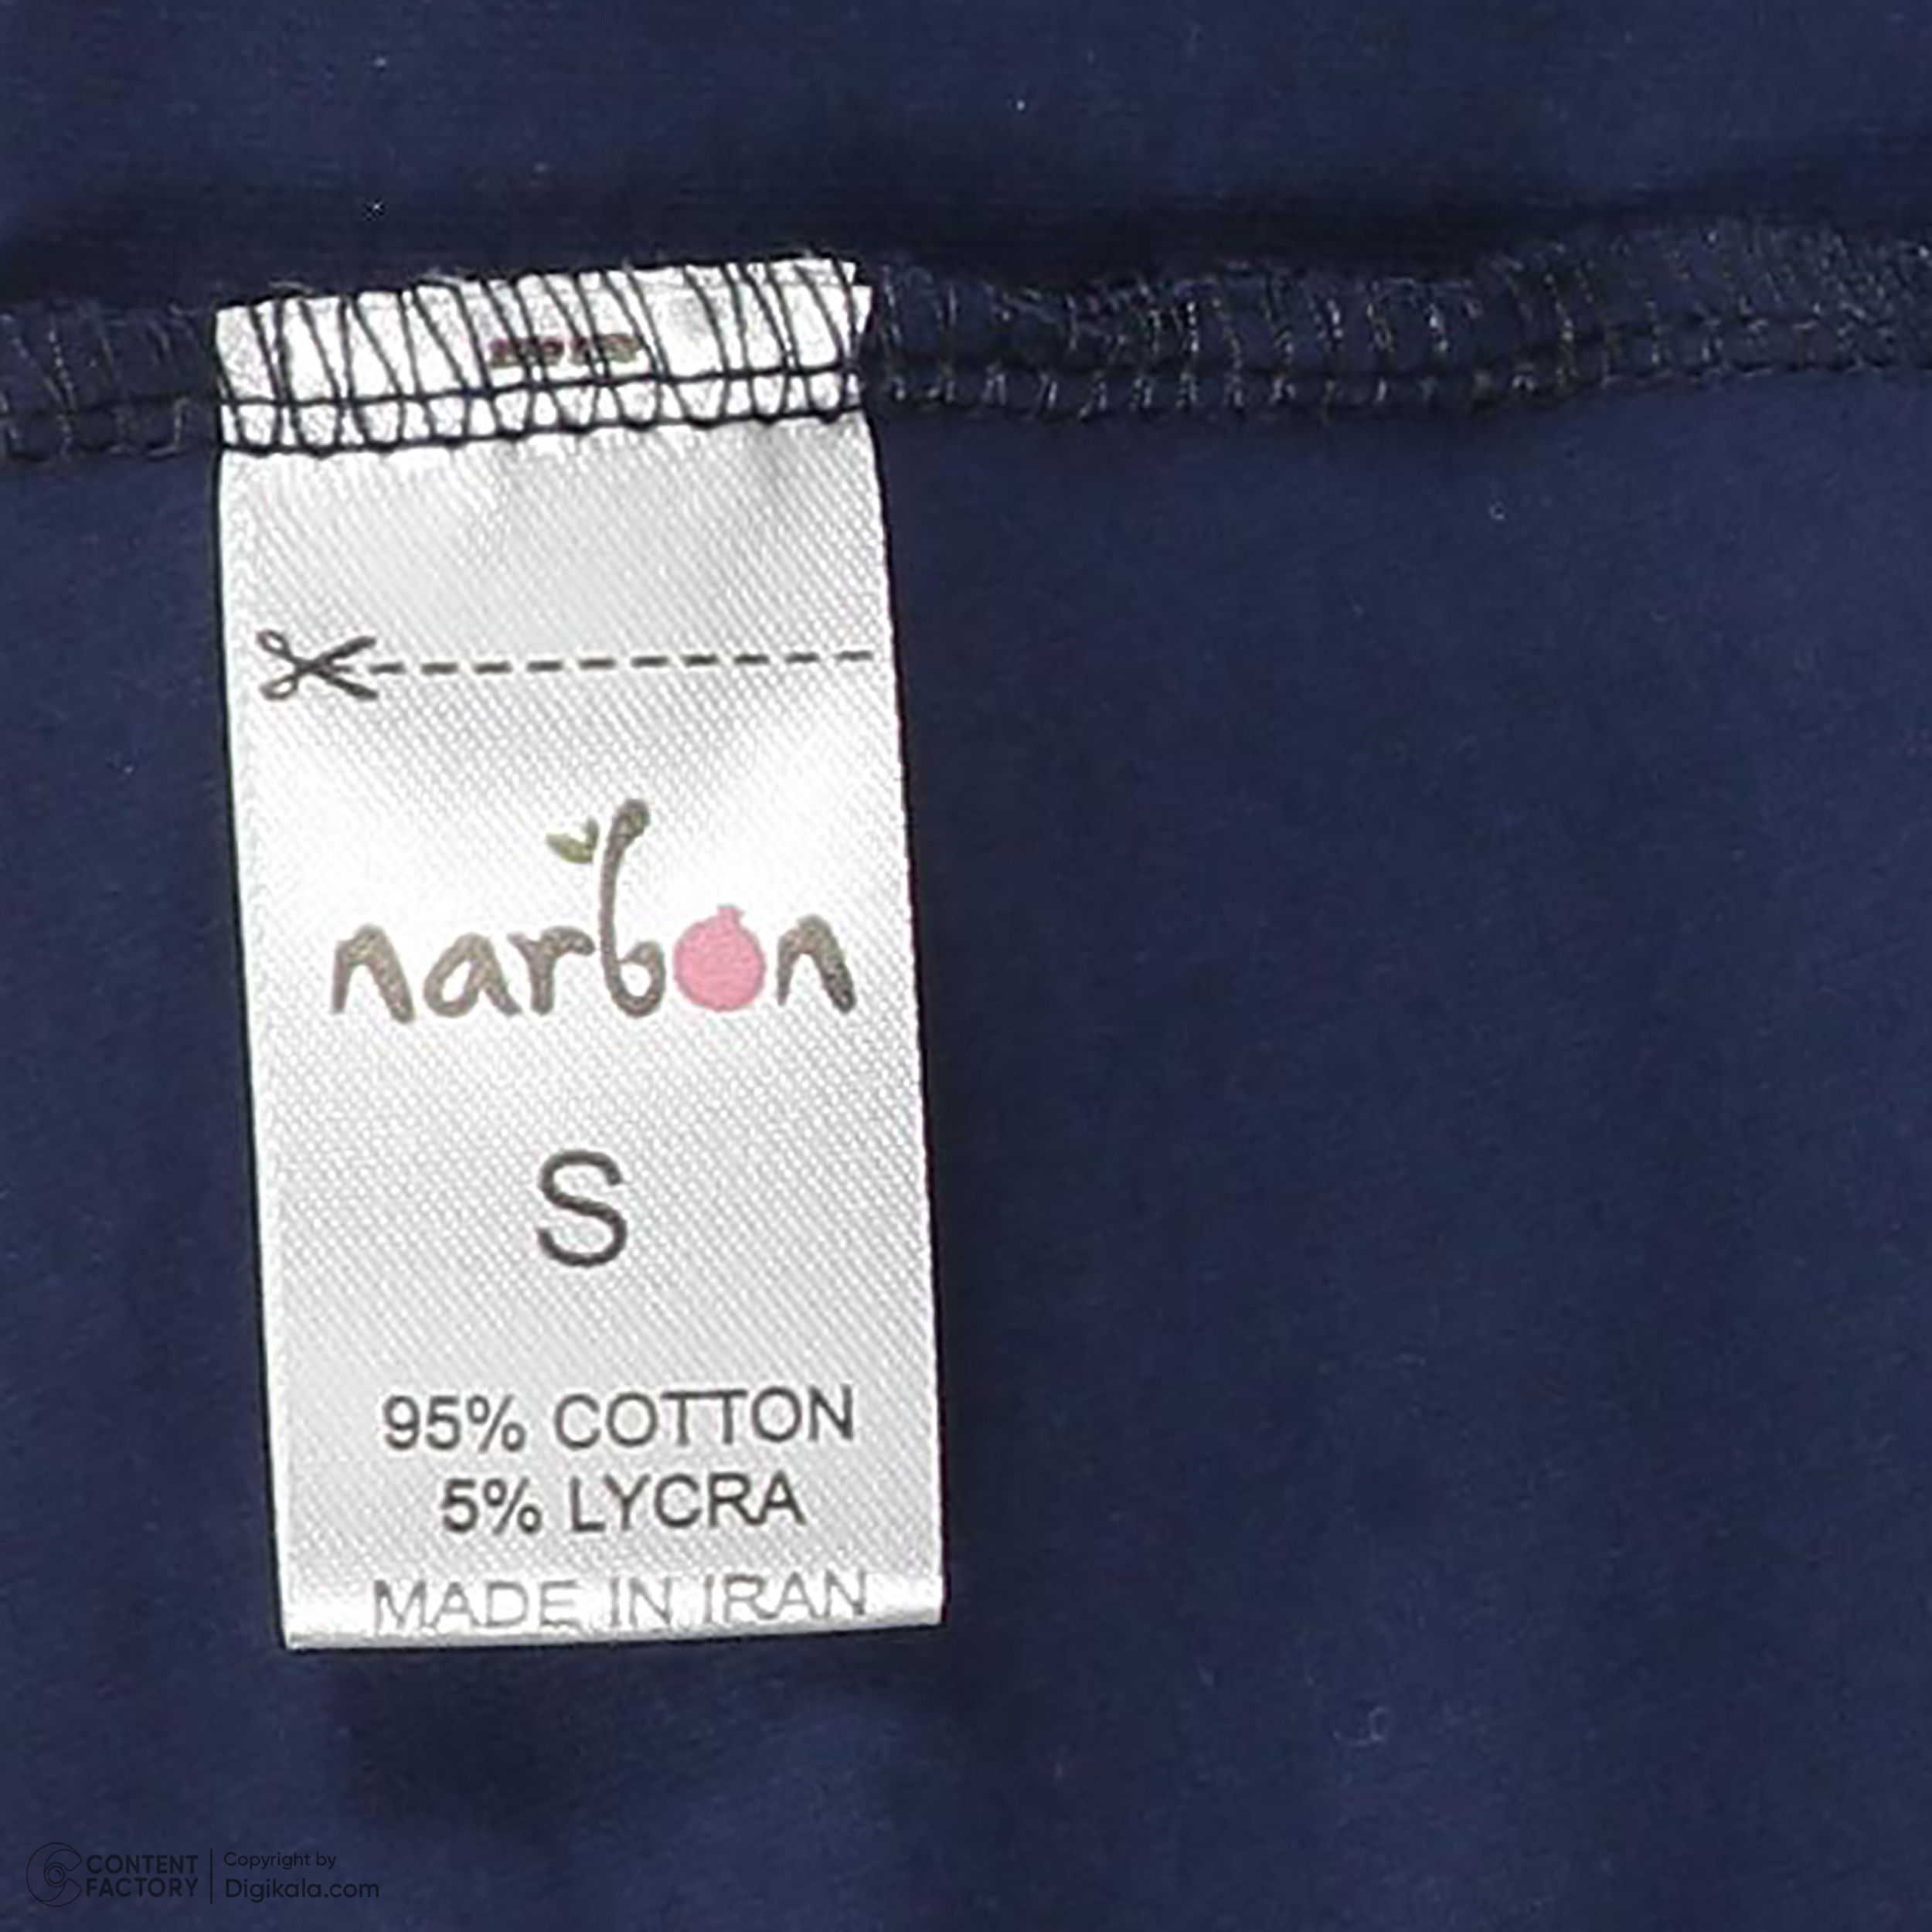 narbon
S
95% COTTON
5% LYCRA
MADE IN IRAN
CONTENT FACTORY
Copyright by
Digikala.com